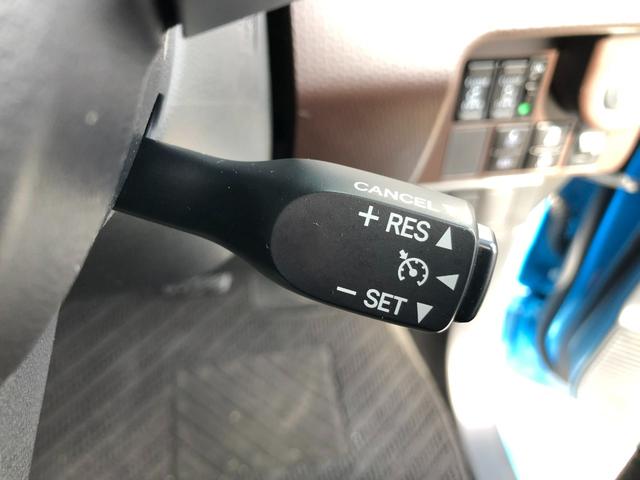 CANCEL
+ RES ▲
◀
− SET ▼